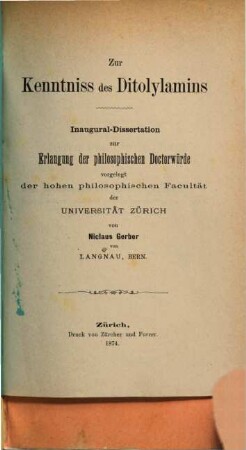 Zur
Kenntniss des Ditolylamins
Inaugural-Dissertation
zur
Erlangung der philosophischen Doctorwürde
vorgelegt
der hohen philosophischen Facultät
der
UNIVERSITÄT ZÜRICH
von
Niclaus Gerber
von
LANGNAU, BERN.
Zürich,
Druck von Zürcher und Furrer.
1874.